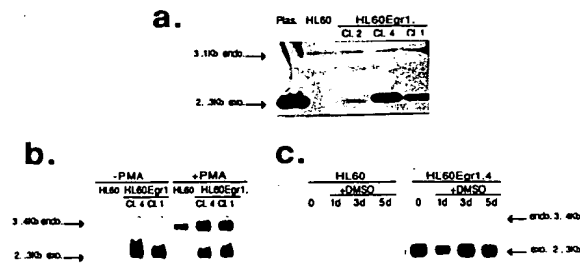 a.
Plas. HL60 HL60Egr1.
CL 2 CL 4 CL 1
3.1Kb endo.
2.3Kb exo.
b.
-PMA +PMA
HL60 HL60Egr1 HL60 HL60Egr1.
CL 4 CL 1 CL 4 CL 1
3.4Kb endo.
2.3Kb exo.
c.
HL60 HL60Egr1.4
+DMSO +DMSO
0 1d 3d 5d 0 1d 3d 5d
endo. 3.4Kb
exo. 2.3Kb